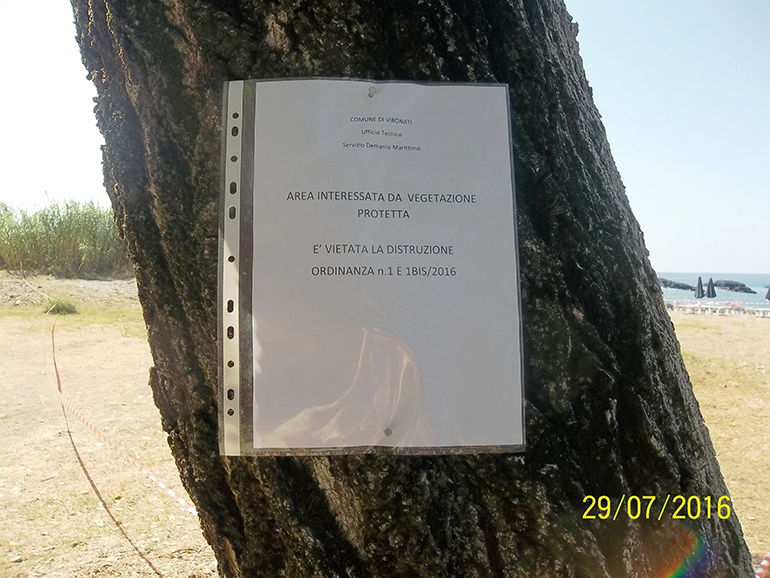 COMUNE DI VIBONATI
Ufficio Tecnico
Servizio Demanio Marittimo
AREA INTERESSATA DA VEGETAZIONE
PROTETTA
E' VIETATA LA DISTRUZIONE
ORDINANZA n.1 E 1BIS/2016
29/07/2016